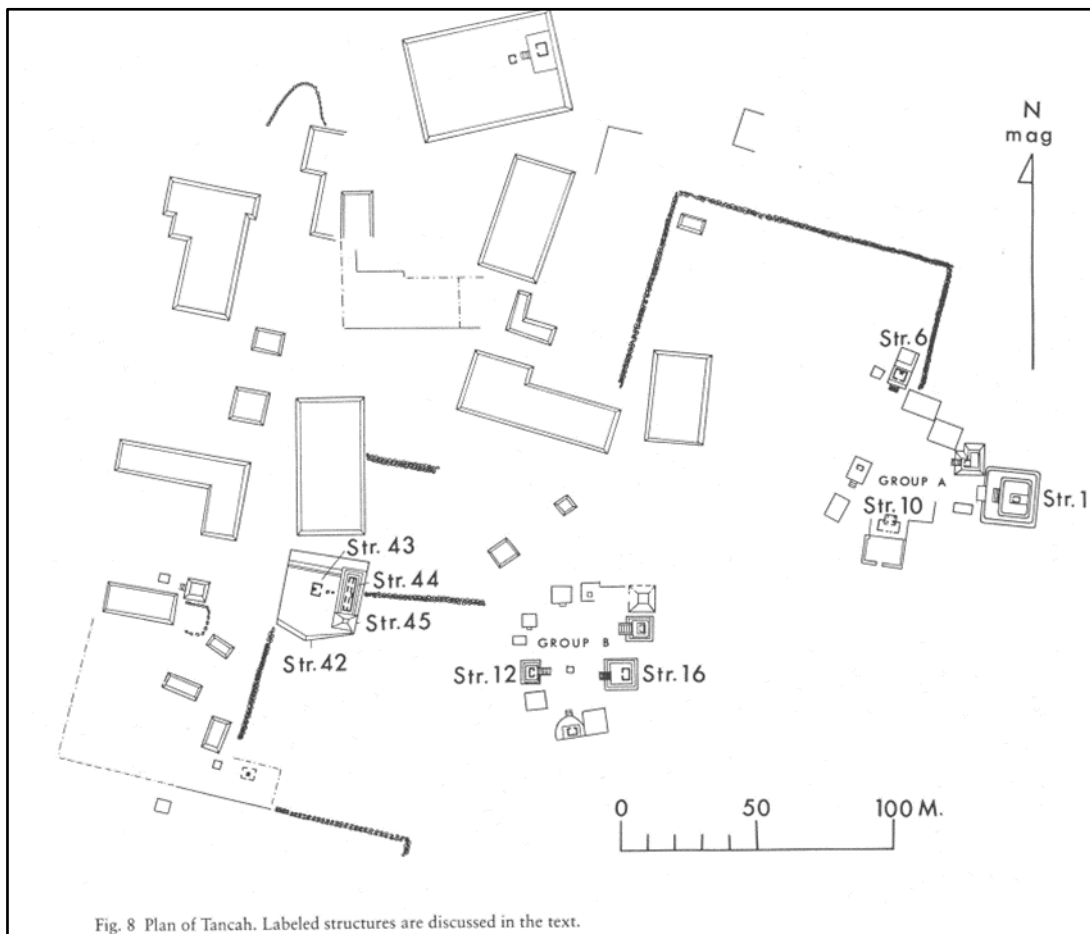 N
mag
Str. 6
GROUP A
Str. 10
Str. 1
Str. 43
Str. 44
Str. 45
Str. 42
GROUP B
Str. 12
Str. 16
0 50 100 M.
Fig. 8 Plan of Tancah. Labeled structures are discussed in the text.